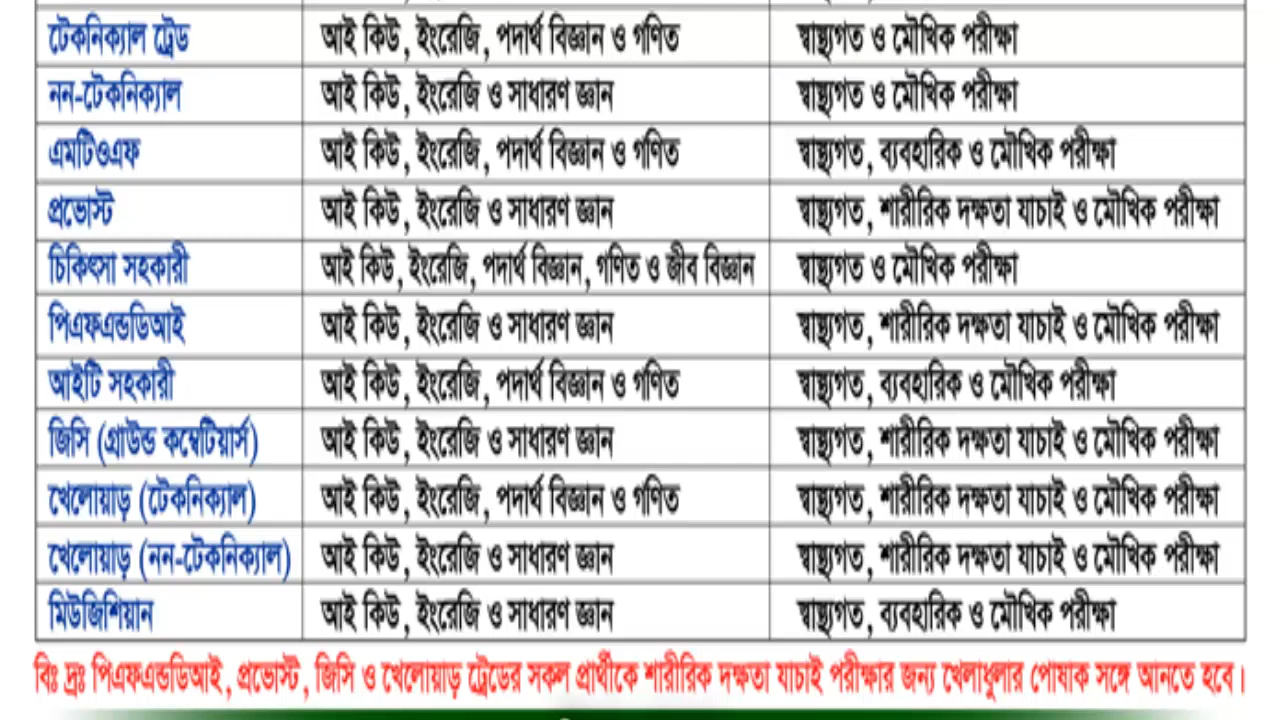 টেকনিক্যাল ট্রেড আই কিউ, ইংরেজি, পদার্থ বিজ্ঞান ও গণিত স্বাস্থ্যগত ও মৌখিক পরীক্ষা
নন-টেকনিক্যাল আই কিউ, ইংরেজি ও সাধারণ জ্ঞান স্বাস্থ্যগত ও মৌখিক পরীক্ষা
এমটিওএফ আই কিউ, ইংরেজি, পদার্থ বিজ্ঞান ও গণিত স্বাস্থ্যগত, ব্যবহারিক ও মৌখিক পরীক্ষা
প্রভোস্ট আই কিউ, ইংরেজি ও সাধারণ জ্ঞান স্বাস্থ্যগত, শারীরিক দক্ষতা যাচাই ও মৌখিক পরীক্ষা
চিকিৎসা সহকারী আই কিউ, ইংরেজি, পদার্থ বিজ্ঞান, গণিত ও জীব বিজ্ঞান স্বাস্থ্যগত ও মৌখিক পরীক্ষা
পিএফএন্ডডিআই আই কিউ, ইংরেজি ও সাধারণ জ্ঞান স্বাস্থ্যগত, শারীরিক দক্ষতা যাচাই ও মৌখিক পরীক্ষা
আইটি সহকারী আই কিউ, ইংরেজি, পদার্থ বিজ্ঞান ও গণিত স্বাস্থ্যগত, ব্যবহারিক ও মৌখিক পরীক্ষা
জিসি (গ্রাউন্ড কম্বেটিয়ার্স) আই কিউ, ইংরেজি ও সাধারণ জ্ঞান স্বাস্থ্যগত, শারীরিক দক্ষতা যাচাই ও মৌখিক পরীক্ষা
খেলোয়াড় (টেকনিক্যাল) আই কিউ, ইংরেজি, পদার্থ বিজ্ঞান ও গণিত স্বাস্থ্যগত, শারীরিক দক্ষতা যাচাই ও মৌখিক পরীক্ষা
খেলোয়াড় (নন-টেকনিক্যাল) আই কিউ, ইংরেজি ও সাধারণ জ্ঞান স্বাস্থ্যগত, শারীরিক দক্ষতা যাচাই ও মৌখিক পরীক্ষা
মিউজিশিয়ান আই কিউ, ইংরেজি ও সাধারণ জ্ঞান স্বাস্থ্যগত, ব্যবহারিক ও মৌখিক পরীক্ষা
বিঃ দ্রঃ পিএফএন্ডডিআই, প্রভোস্ট, জিসি ও খেলোয়াড় ট্রেডের সকল প্রার্থীকে শারীরিক দক্ষতা যাচাই পরীক্ষার জন্য খেলাধুলার পোষাক সঙ্গে আনতে হবে।